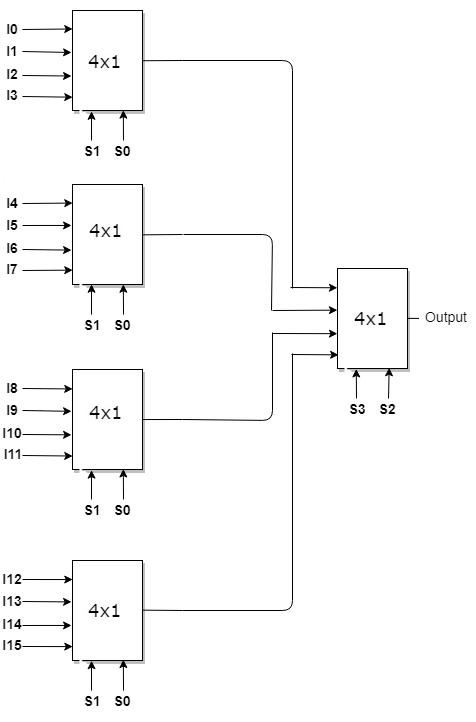 I0
I1
4x1
I2
I3
S1 S0
I4
I5
4x1
I6
I7
S1 S0
4x1 Output
S3 S2
I8
I9
4x1
I10
I11
S1 S0
I12
I13
4x1
I14
I15
S1 S0